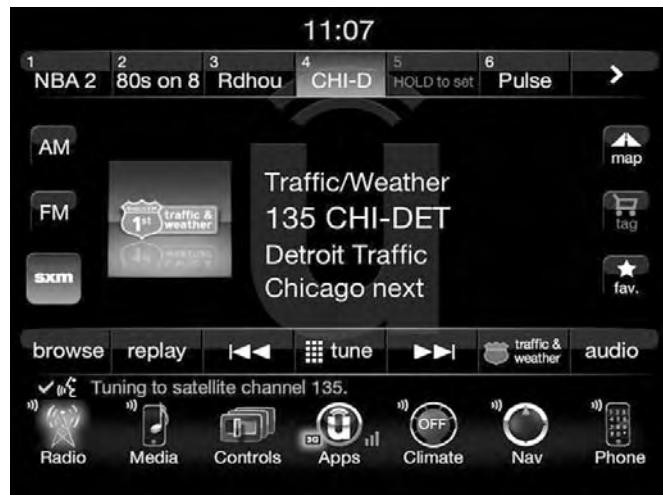 11:07
1 NBA 2
2 80s on 8
3 Rdhou
4 CHI-D
5 HOLD to set
6 Pulse
AM
FM
sxm
1st traffic & weather
Traffic/Weather
135 CHI-DET
Detroit Traffic
Chicago next
map
tag
fav.
browse replay tune traffic & weather audio
Tuning to satellite channel 135.
3G
OFF
Radio Media Controls Apps Climate Nav Phone